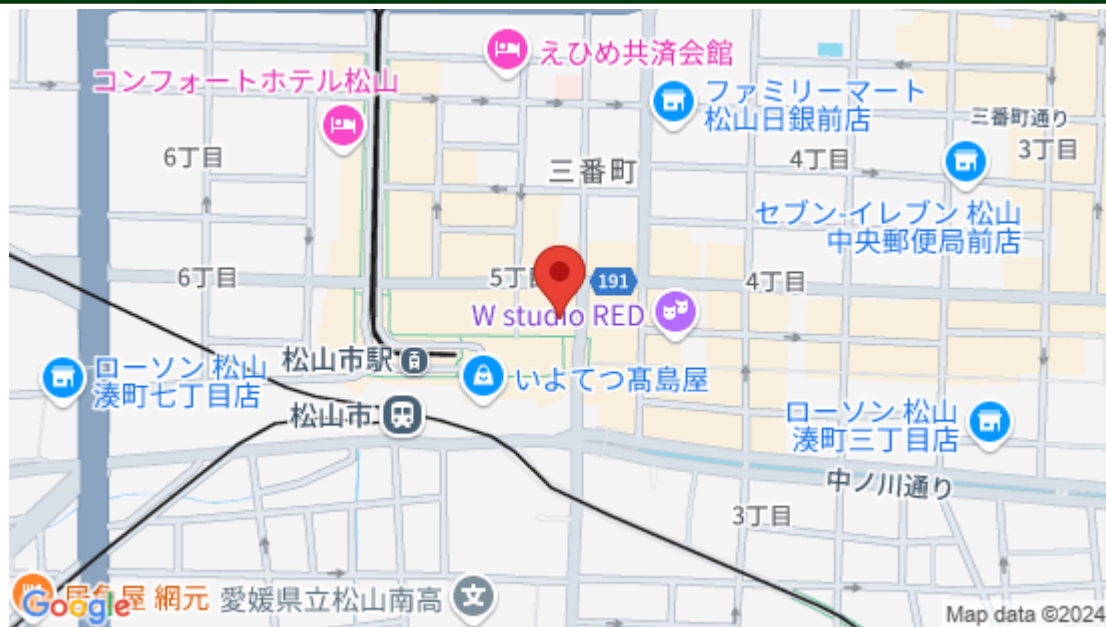 えひめ共済会館
コンフォートホテル松山
ファミリーマート
松山日銀前店
三番町通り
6丁目
三番町
4丁目
3丁目
セブン-イレブン 松山
中央郵便局前店
6丁目
5丁
191
4丁目
W studio RED
松山市駅
ローソン 松山
湊町七丁目店
いよてつ髙島屋
松山市
ローソン 松山
湊町三丁目店
中ノ川通り
3丁目
居食屋 網元
愛媛県立松山南高
文
Google
Map data ©2024